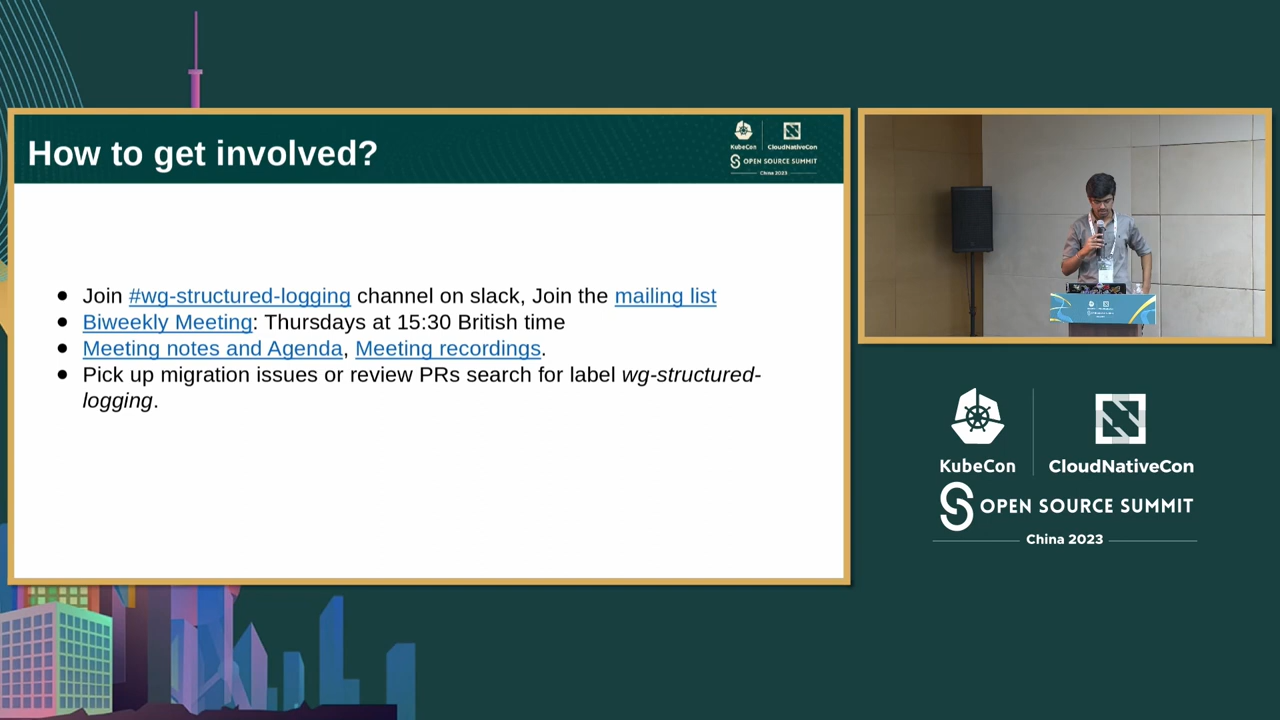 How to get involved?
KubeCon
CloudNativeCon
OPEN SOURCE SUMMIT
China 2023
● Join #wg-structured-logging channel on slack, Join the mailing list
● Biweekly Meeting: Thursdays at 15:30 British time
● Meeting notes and Agenda, Meeting recordings.
● Pick up migration issues or review PRs search for label wg-structured-
logging.
KubeCon
CloudNativeCon
OPEN SOURCE SUMMIT
China 2023